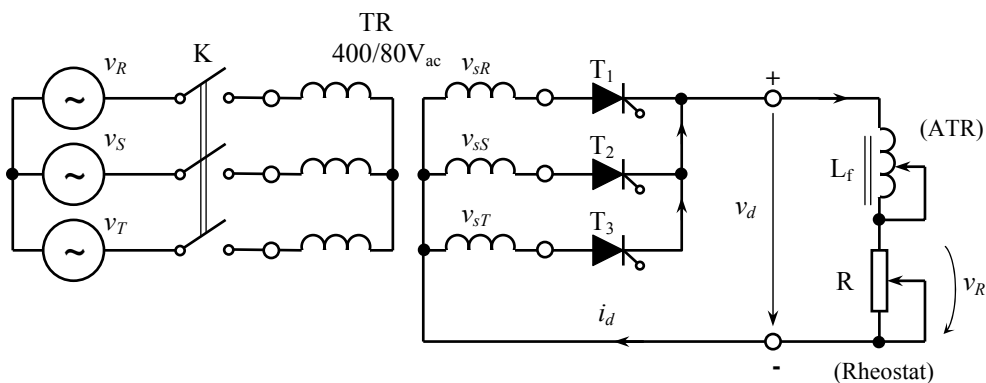 TR
400/80Vac
K
vR
vS
vT
~
~
~
vsR
vsS
vsT
T1
T2
T3
+
vd
-
id
(ATR)
Lf
R
vR
(Rheostat)